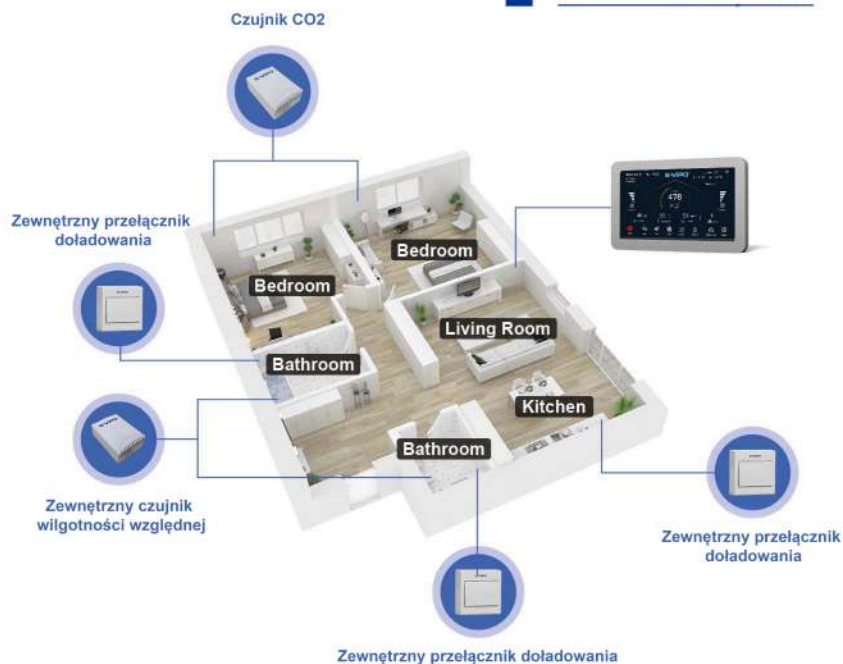 Czujnik CO2
Zewnętrzny przełącznik
doładowania
478
Bedroom
Bedroom
Living Room
Bathroom
Kitchen
Bathroom
Zewnętrzny czujnik
wilgotności względnej
Zewnętrzny przełącznik
doładowania
Zewnętrzny przełącznik doładowania